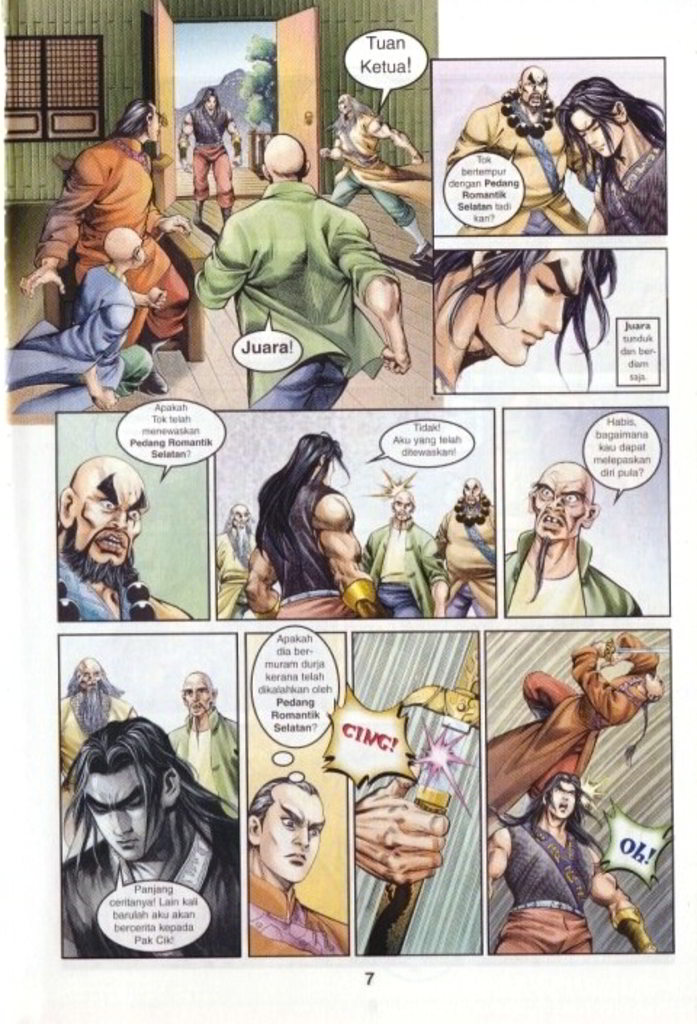 Tuan
Ketua!
Juara!
Tok
bertempur
dengan Pedang
Romantik
Selatan tadi
kan?
Juara
tunduk
dan ber-
diam
saja.
Apakah
Tok telah
menewaskan
Pedang Romantik
Selatan?
Tidak!
Aku yang telah
ditewaskan!
Habis,
bagaimana
kau dapat
melepaskan
diri pula?
Panjang
ceritanya! Lain kali
barulah aku akan
bercerita kepada
Pak Cik!
Apakah
dia ber-
muram durja
kerana telah
dikalahkan oleh
Pedang
Romantik
Selatan?
CING!
Oh!
7